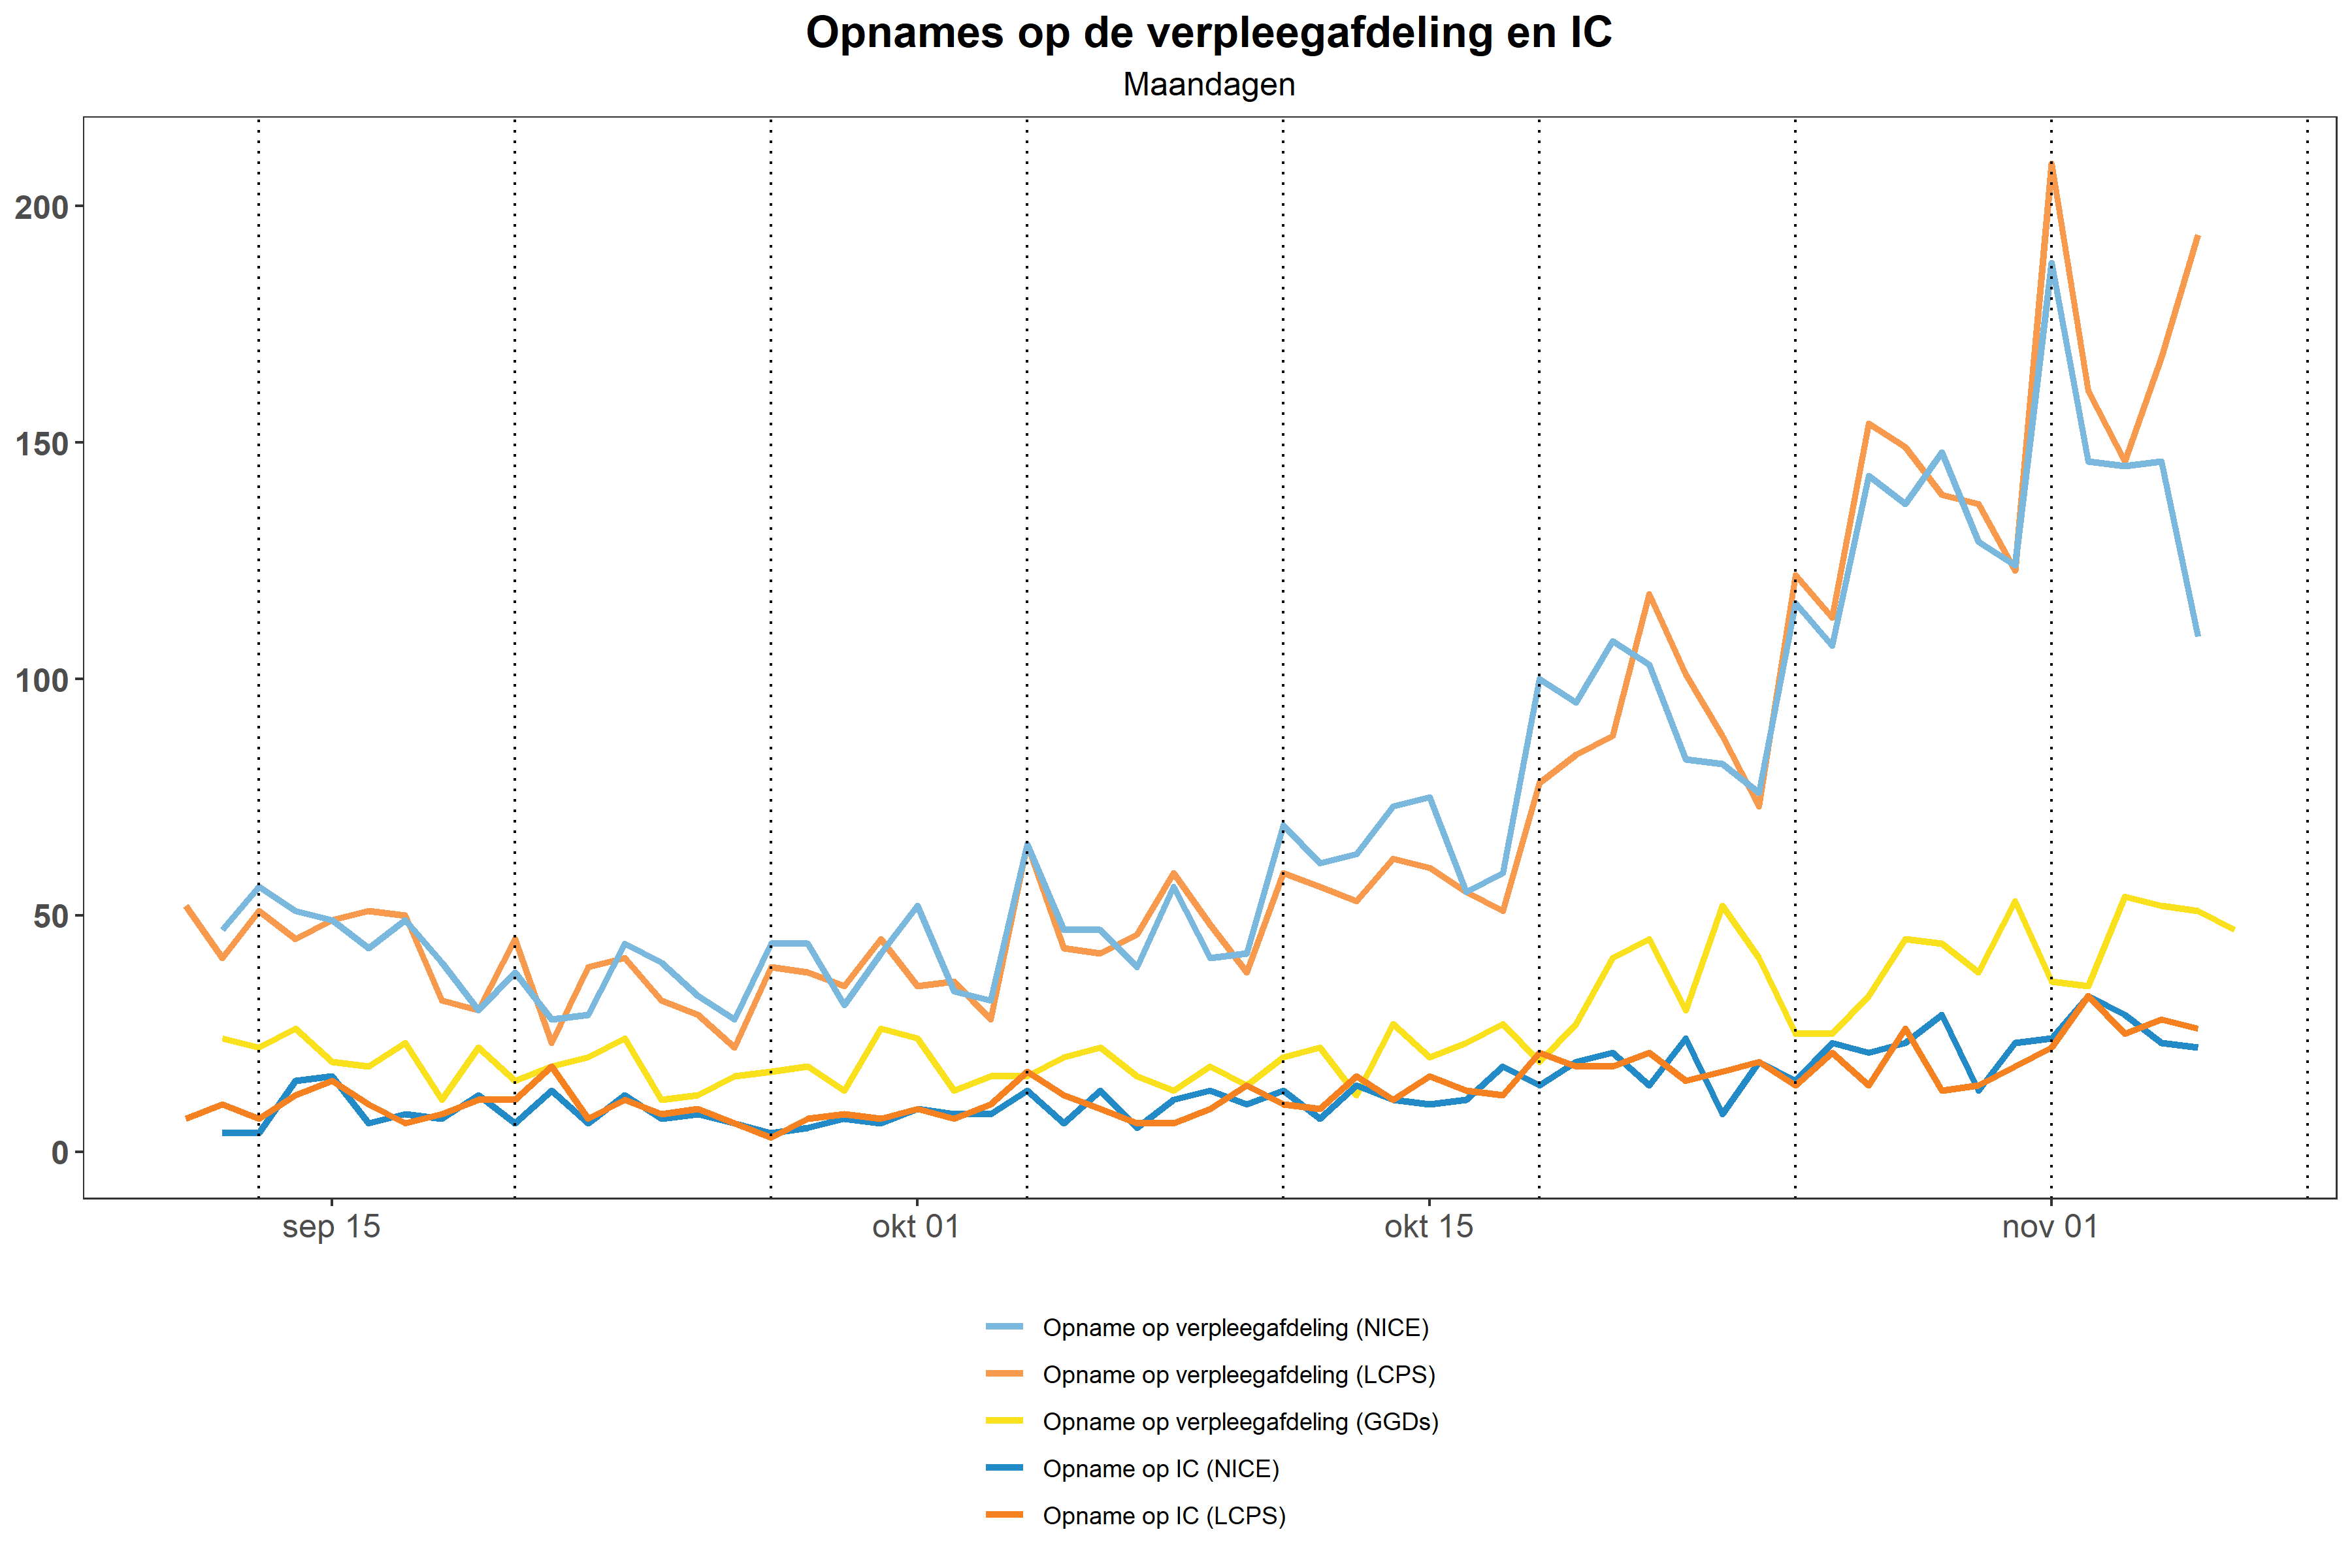 Opnames op de verpleegafdeling en IC
Maandagen
200
150
100
50
0
sep 15 okt 01 okt 15 nov 01
Opname op verpleegafdeling (NICE)
Opname op verpleegafdeling (LCPS)
Opname op verpleegafdeling (GGDs)
Opname op IC (NICE)
Opname op IC (LCPS)